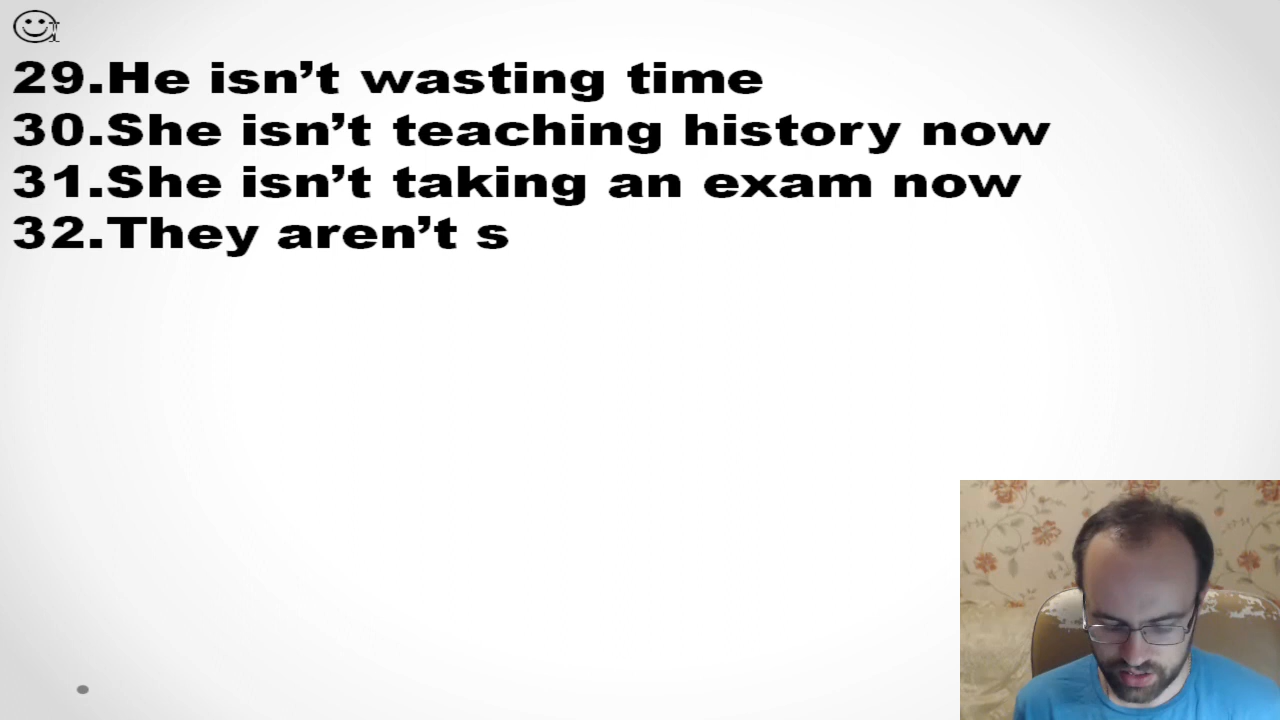 29.He isn’t wasting time
30.She isn’t teaching history now
31.She isn’t taking an exam now
32.They aren’t s